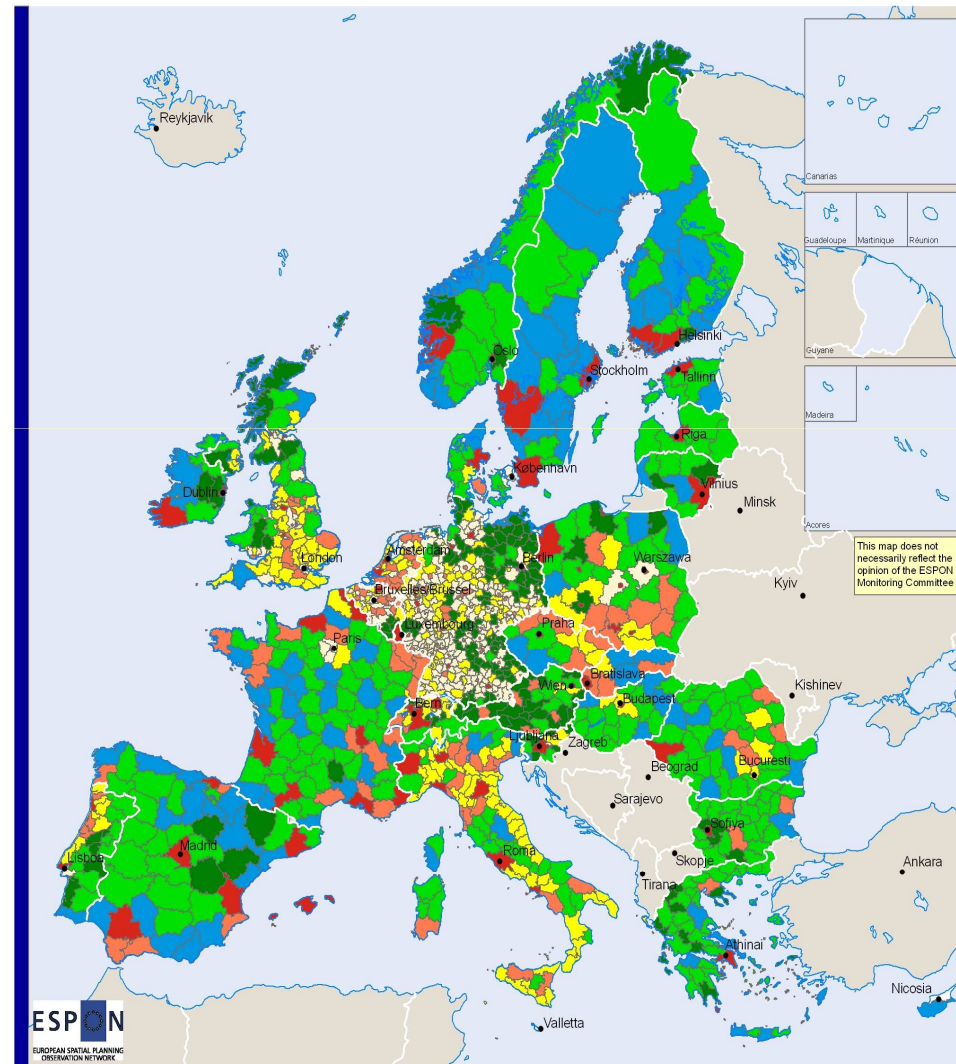 Reykjavik
Canarias
Guadeloupe
Martinique
Réunion
Guyane
Helsinki
Oslo
Tallinn
Stockholm
Madeira
Riga
København
Dublin
Vilnius
Minsk
Acores
This map does not
necessarily reflect the
opinion of the ESPON
Monitoring Committee
Amsterdam
Berlin
Warszawa
London
Kyiv
Bruxelles/Brussel
Luxembourg
Praha
Paris
Kishinev
Wien
Bratislava
Bern
Budapest
Ljubljana
Zagreb
Bucuresti
Beograd
Sarajevo
Sofiya
Madrid
Roma
Skopje
Lisboa
Tirana
Ankara
Athinai
Nicosia
Valletta
ESPON
EUROPEAN SPATIAL PLANNING
OBSERVATION NETWORK